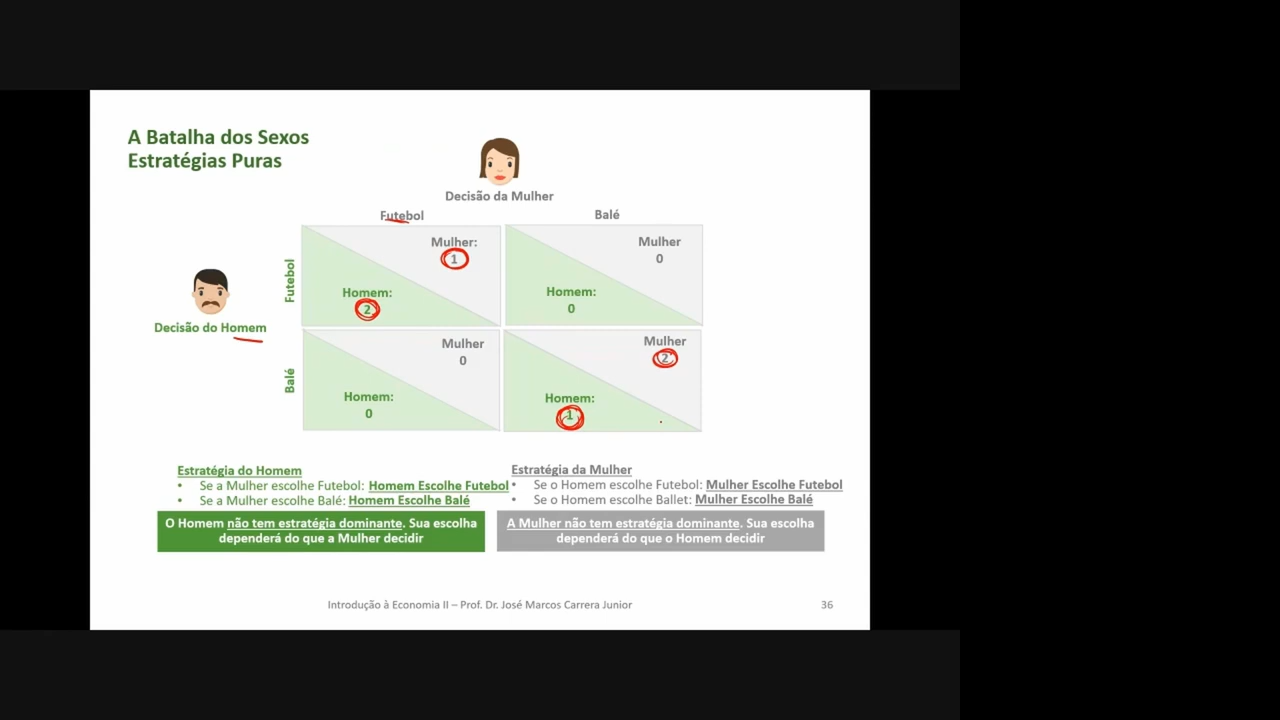 A Batalha dos Sexos
Estratégias Puras
Decisão da Mulher
Futebol
Balé
Futebol
Mulher:
1
Homem:
2
Mulher
0
Homem:
0
Decisão do Homem
Balé
Mulher
0
Homem:
0
Mulher
2
Homem:
1
Estratégia do Homem
• Se a Mulher escolhe Futebol: Homem Escolhe Futebol
• Se a Mulher escolhe Balé: Homem Escolhe Balé
O Homem não tem estratégia dominante. Sua escolha
dependerá do que a Mulher decidir
Estratégia da Mulher
• Se o Homem escolhe Futebol: Mulher Escolhe Futebol
• Se o Homem escolhe Ballet: Mulher Escolhe Balé
A Mulher não tem estratégia dominante. Sua escolha
dependerá do que o Homem decidir
Introdução à Economia II – Prof. Dr. José Marcos Carrera Junior
36